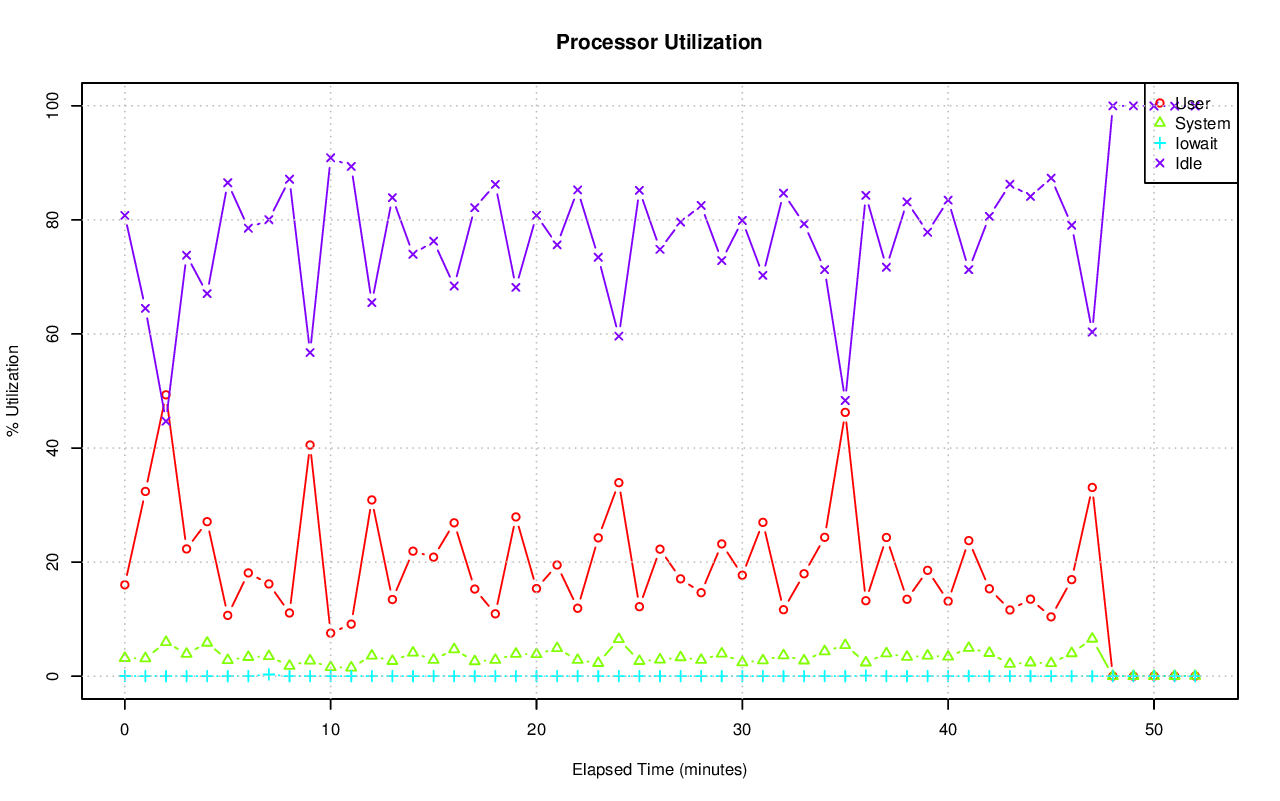 Processor Utilization
% Utilization
100
80
60
40
20
0
User
System
Iowait
Idle
0 10 20 30 40 50
Elapsed Time (minutes)